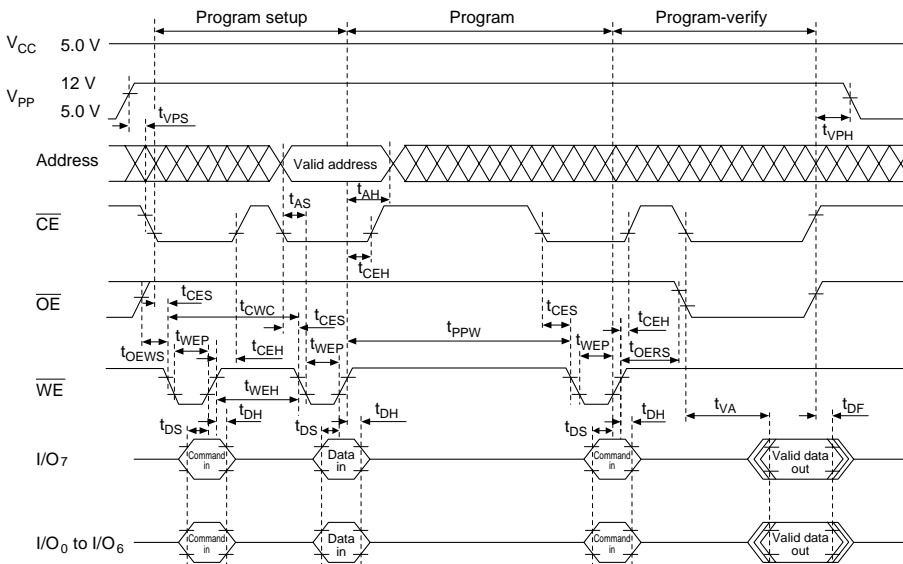 Program setup Program Program-verify
VCC 5.0 V
12 V
VPP
5.0 V
tVPS
tVPH
Address Valid address
tAS tAH
CE
tCEH
OE
tCES tCWC tCES tCES tCEH
tPPW
tOEWS tWEP tCEH tWEP tWEP tOERS
WE
tWEH
tDS tDH tDS tDH tDS tDH tVA tDF
I/O7 Command in Data in Command in Valid data out
I/O0 to I/O6 Command in Data in Command in Valid data out